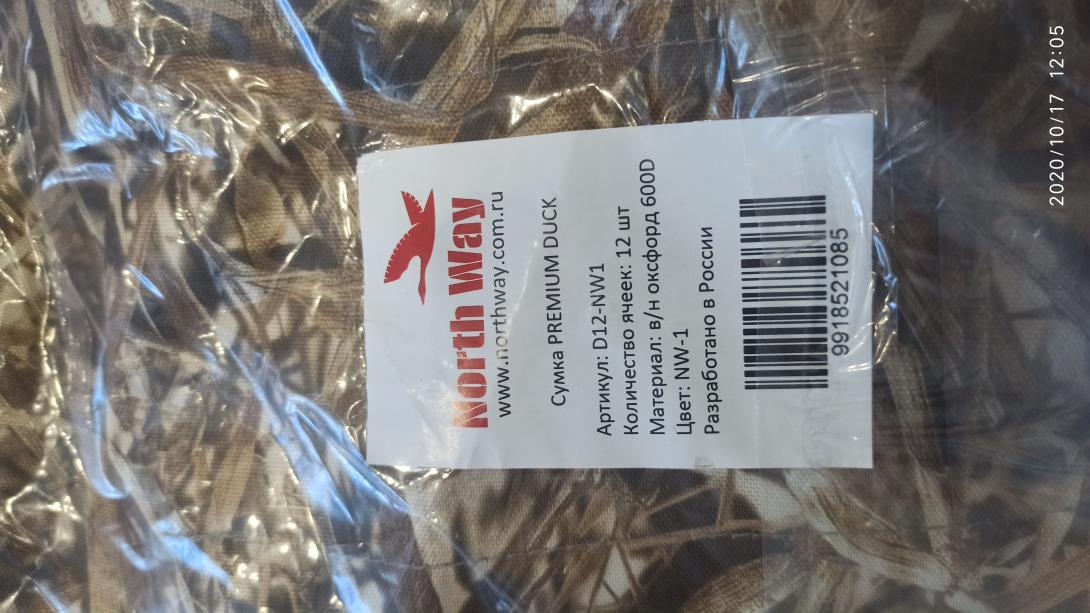 North Way
www.northway.com.ru
Сумка PREMIUM DUCK
Артикул: D12-NW1
Количество ячеек: 12 шт
Материал: в/н оксфорд 600D
Цвет: NW-1
Разработано в России
9918521085
2020/10/17 12:05